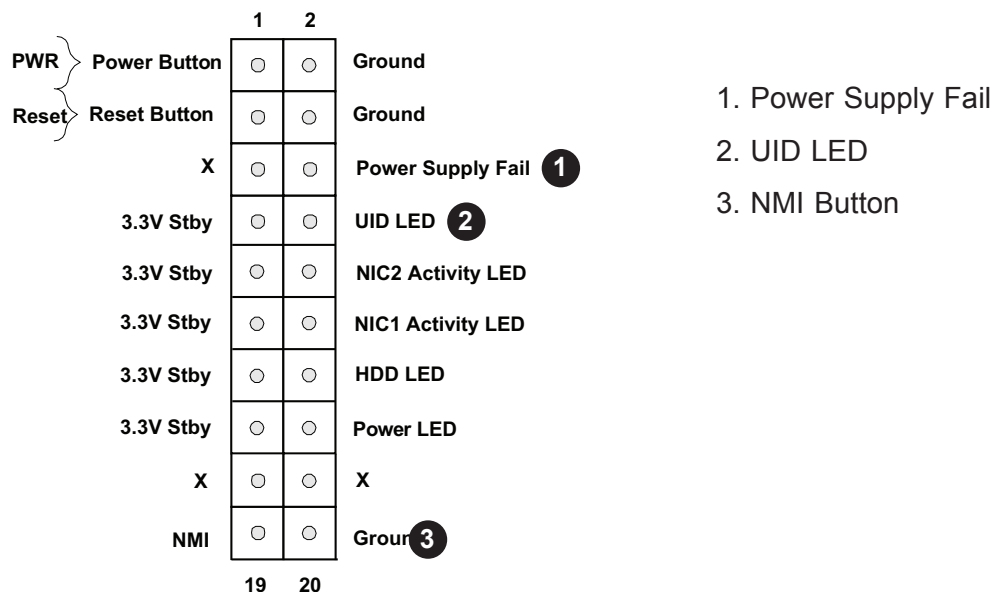 1 2
PWR Power Button Ground
Reset Reset Button Ground
X Power Supply Fail 1
3.3V Stby UID LED 2
3.3V Stby NIC2 Activity LED
3.3V Stby NIC1 Activity LED
3.3V Stby HDD LED
3.3V Stby Power LED
X X
NMI Groun 3
19 20
1. Power Supply Fail
2. UID LED
3. NMI Button